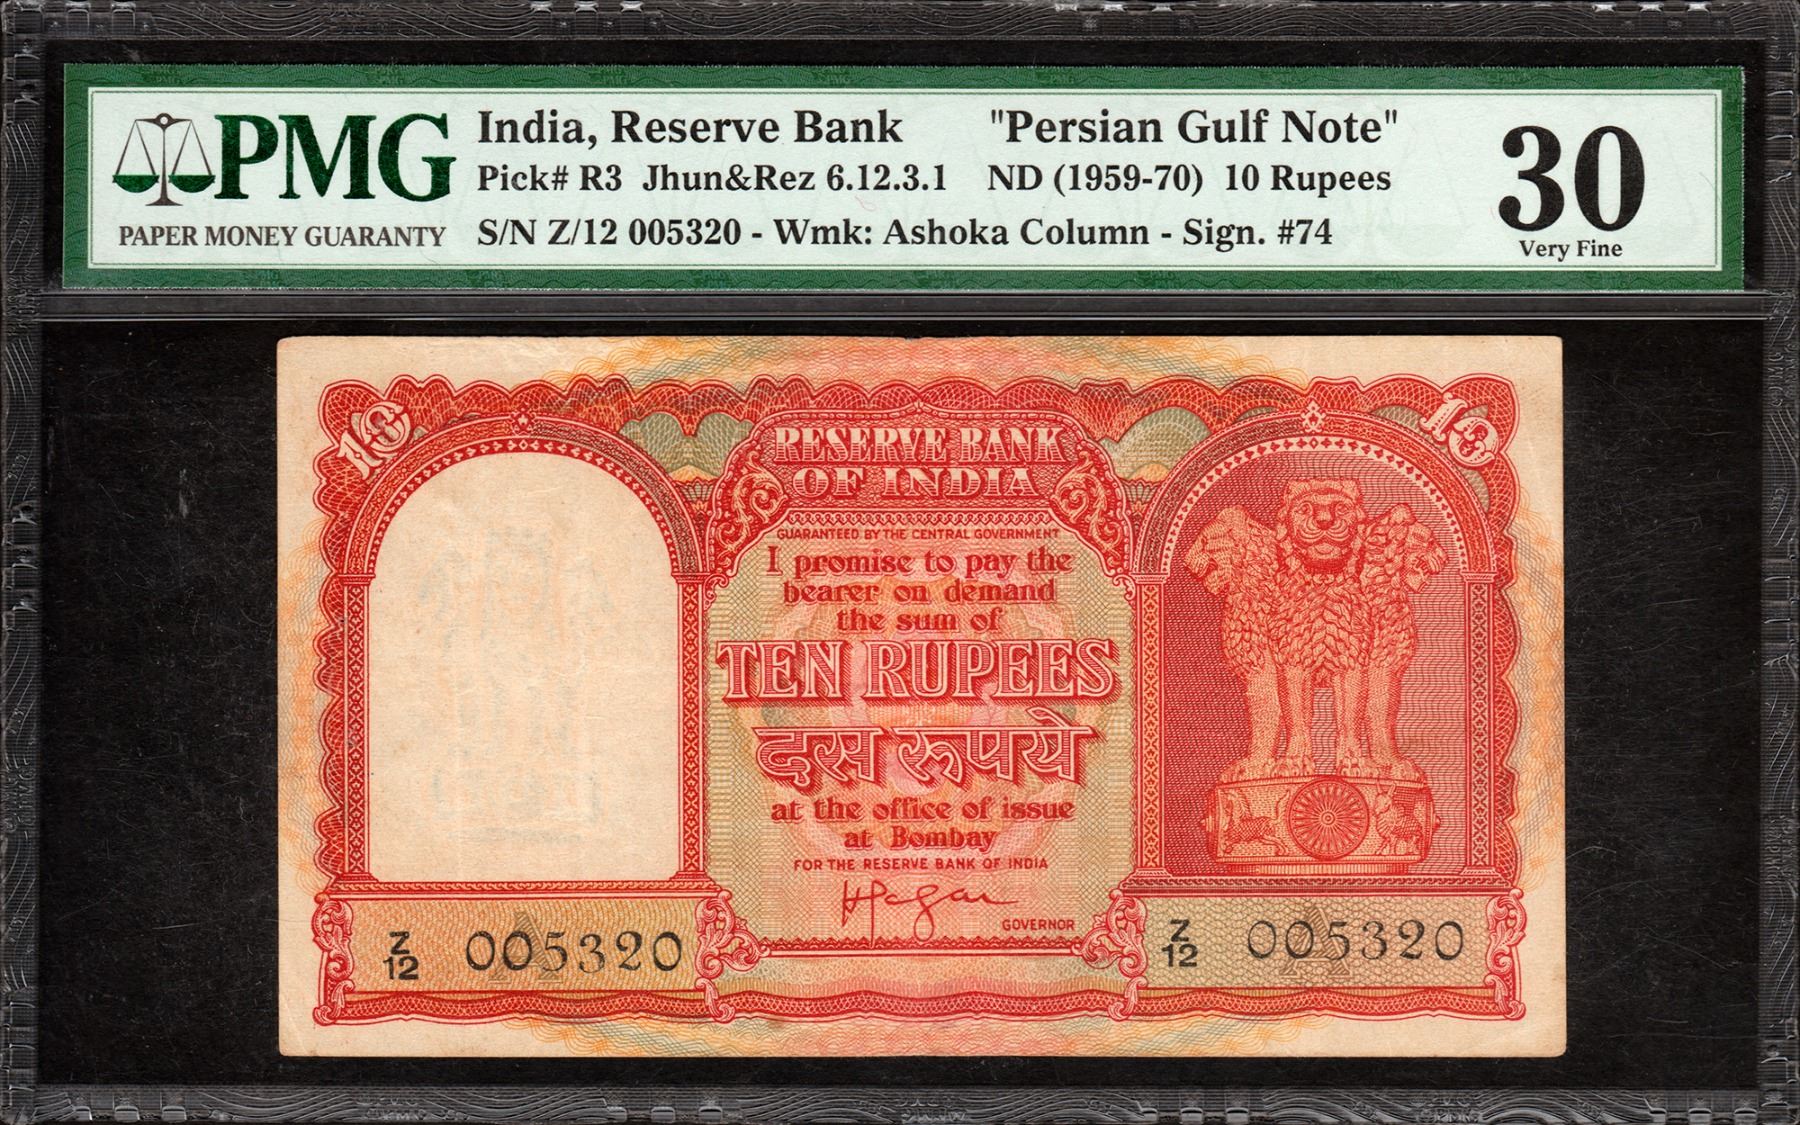 PMG
PAPER MONEY GUARANTY
India, Reserve Bank "Persian Gulf Note"
Pick# R3 Jhun&Rez 6.12.3.1 ND (1959-70) 10 Rupees
S/N Z/12 005320 - Wmk: Ashoka Column - Sign. #74
30
Very Fine
10
10
RESERVE BANK
OF INDIA
GUARANTEED BY THE CENTRAL GOVERNMENT
I promise to pay the
bearer on demand
the sum of
TEN RUPEES
दस रूपये
at the office of issue
at Bombay
FOR THE RESERVE BANK OF INDIA
GOVERNOR
Z/12 005320
A
Z/12 005320
A